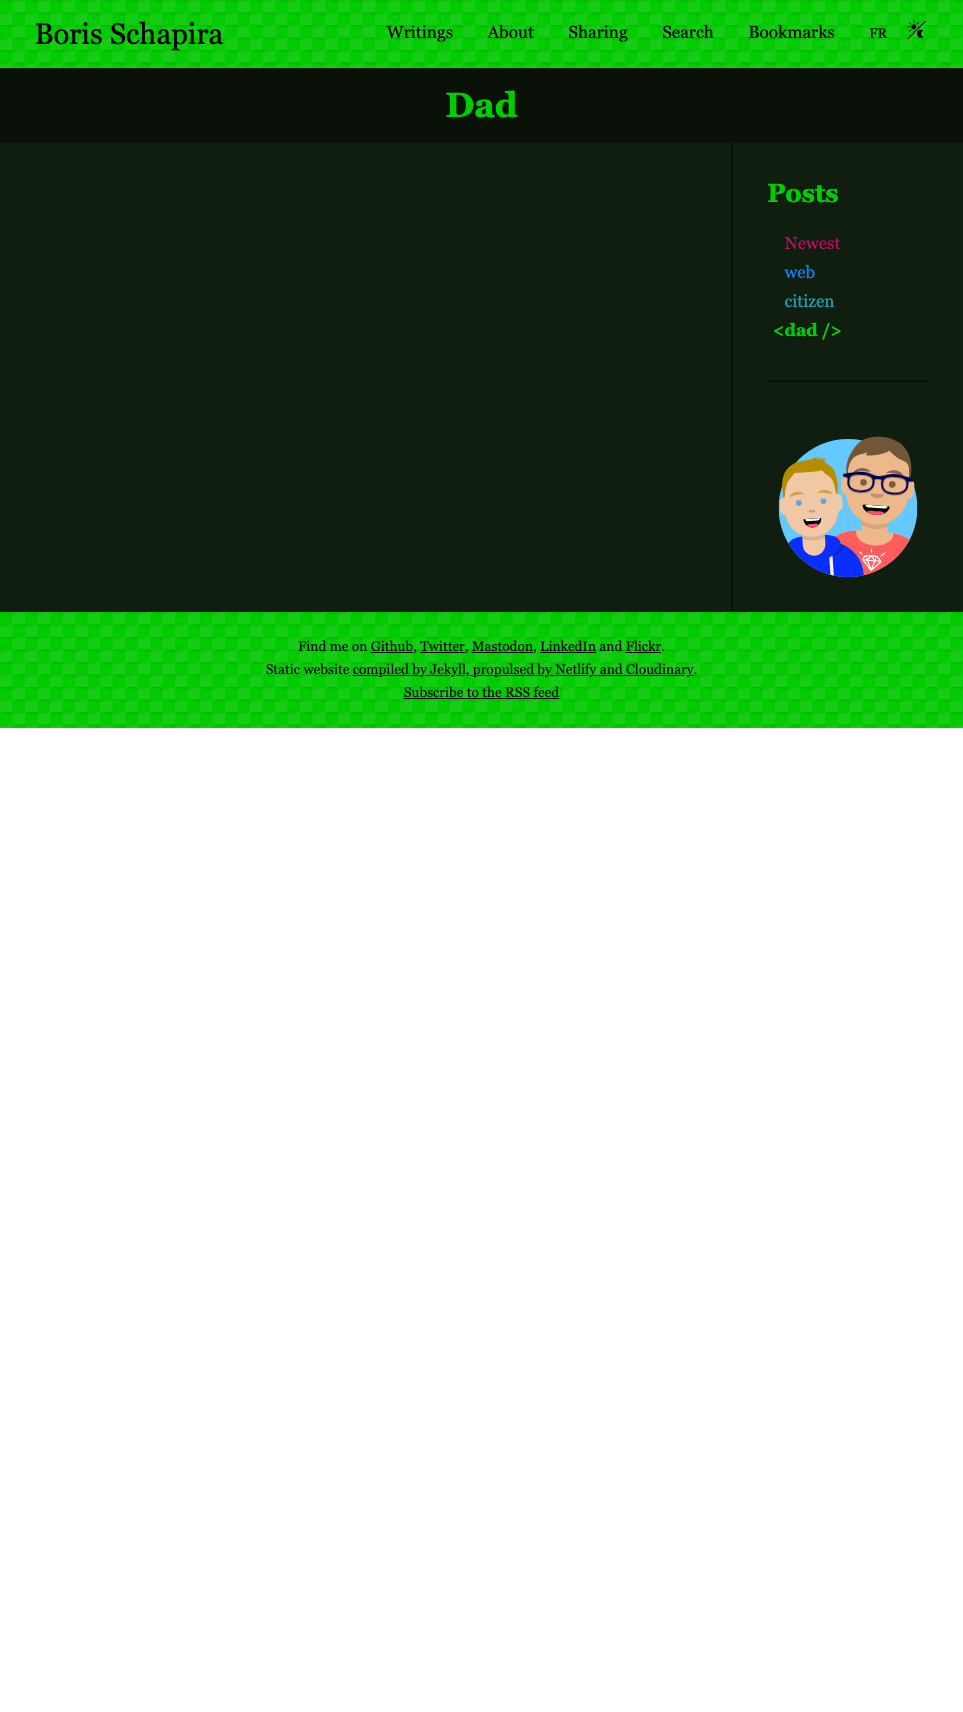 Boris Schapira
Writings About Sharing Search Bookmarks FR
Dad
Posts
Newest
web
citizen
<dad />
Find me on Github, Twitter, Mastodon, LinkedIn and Flickr.
Static website compiled by Jekyll, propulsed by Netlify and Cloudinary.
Subscribe to the RSS feed